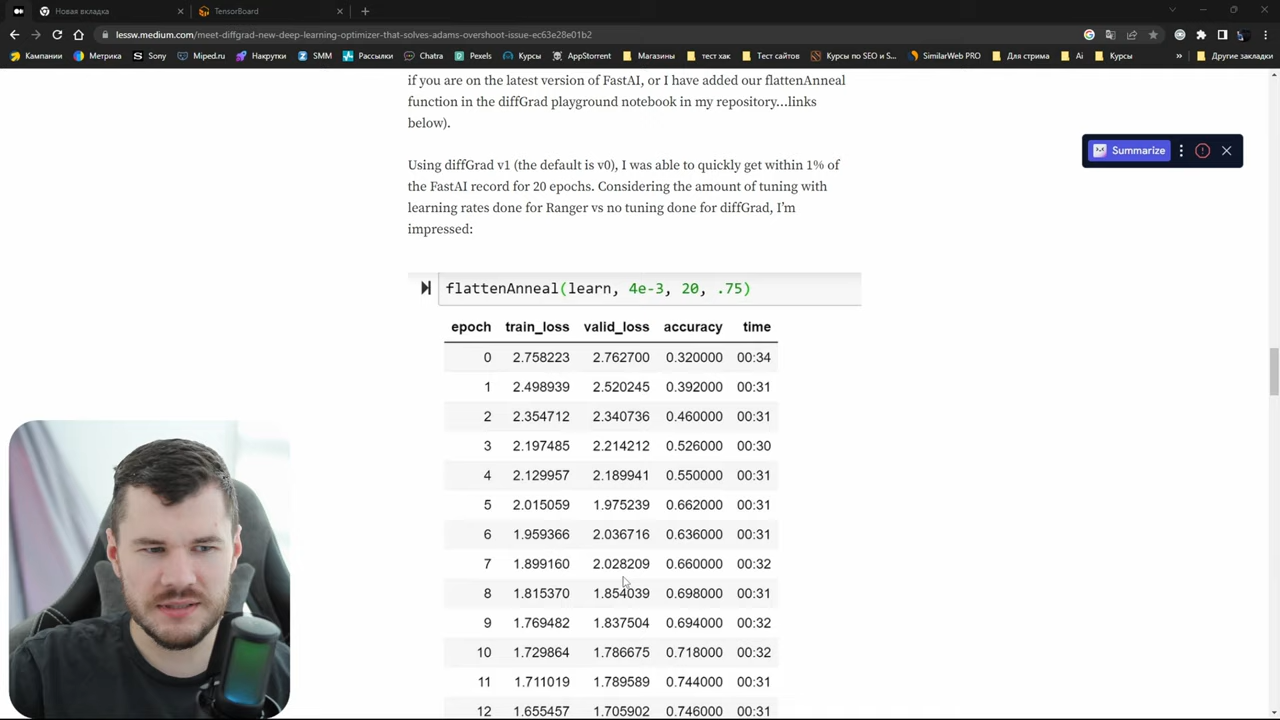 Новая вкладка
TensorBoard
lessw.medium.com/meet-diffgrad-new-deep-learning-optimizer-that-solves-adams-overshoot-issue-ec63e28e01b2
Кампании Метрика Sony Miped.ru Накрутки SMM Рассылки Chatra Pexels Курсы AppStorrent Магазины тест хак Тест сайтов Курсы по SEO и S... SimilarWeb PRO Для стрима Ai Курсы » Другие закладки
if you are on the latest version of FastAI, or I have added our flattenAnneal
function in the diffGrad playground notebook in my repository…links
below).
Summarize
Using diffGrad v1 (the default is v0), I was able to quickly get within 1% of
the FastAI record for 20 epochs. Considering the amount of tuning with
learning rates done for Ranger vs no tuning done for diffGrad, I’m
impressed:
flattenAnneal(learn, 4e-3, 20, .75)
epoch train_loss valid_loss accuracy time
0 2.758223 2.762700 0.320000 00:34
1 2.498939 2.520245 0.392000 00:31
2 2.354712 2.340736 0.460000 00:31
3 2.197485 2.214212 0.526000 00:30
4 2.129957 2.189941 0.550000 00:31
5 2.015059 1.975239 0.662000 00:31
6 1.959366 2.036716 0.636000 00:31
7 1.899160 2.028209 0.660000 00:32
8 1.815370 1.854039 0.698000 00:31
9 1.769482 1.837504 0.694000 00:32
10 1.729864 1.786675 0.718000 00:32
11 1.711019 1.789589 0.744000 00:31
12 1.655457 1.705902 0.746000 00:31